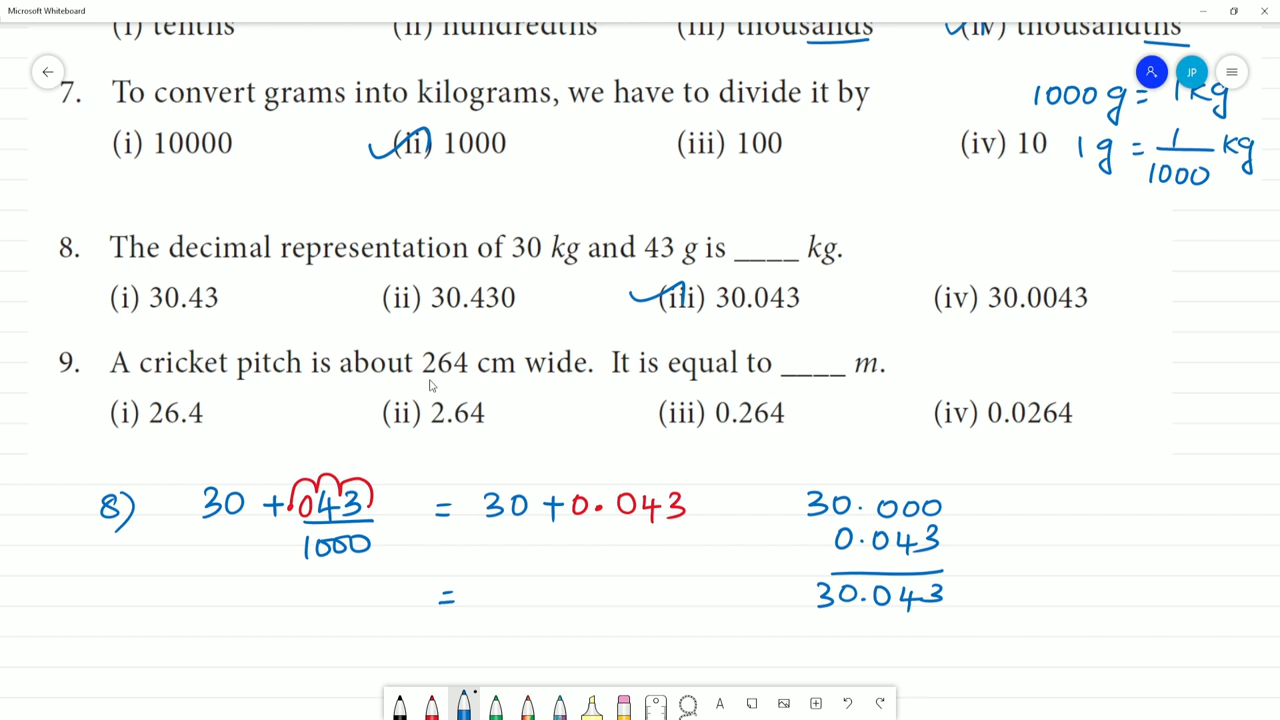 Microsoft Whiteboard
(i) tenths (ii) hundredths (iii) thousands (iv) thousandths
JP
7. To convert grams into kilograms, we have to divide it by
1000 g = 1 kg
(i) 10000 (ii) 1000 (iii) 100 (iv) 10
1 g = 1/1000 kg
8. The decimal representation of 30 kg and 43 g is ____ kg.
(i) 30.43 (ii) 30.430 (iii) 30.043 (iv) 30.0043
9. A cricket pitch is about 264 cm wide. It is equal to ____ m.
(i) 26.4 (ii) 2.64 (iii) 0.264 (iv) 0.0264
8) 30 + .043/1000 = 30 + 0.043
30.000
0.043
= 30.043
A